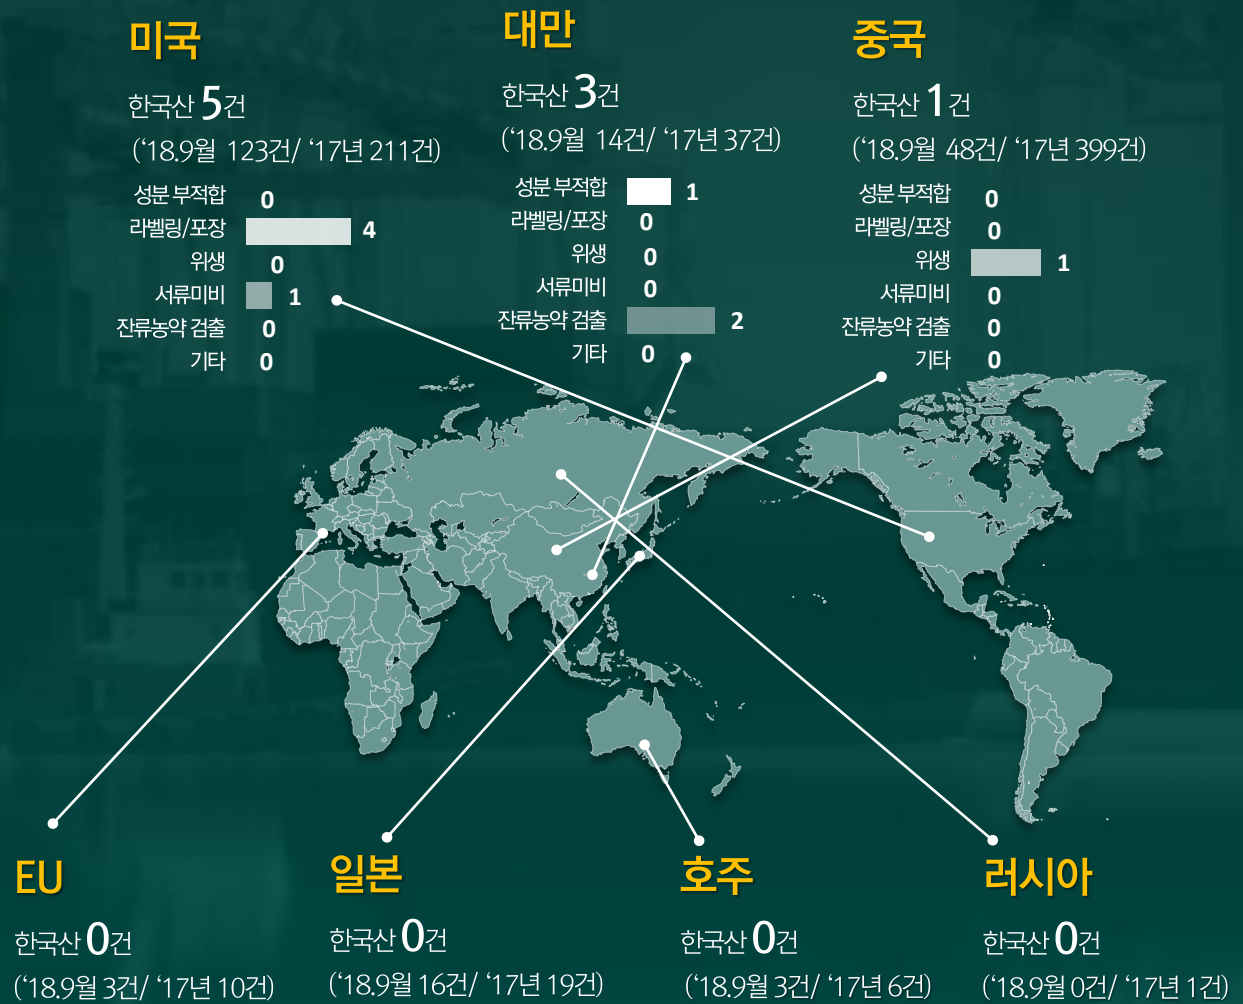 미국
한국산 5건
(‘18.9월 123건/ ‘17년 211건)
성분 부적합 0
라벨링/포장 4
위생 0
서류미비 1
잔류농약 검출 0
기타 0
대만
한국산 3건
(‘18.9월 14건/ ‘17년 37건)
성분 부적합 1
라벨링/포장 0
위생 0
서류미비 0
잔류농약 검출 2
기타 0
중국
한국산 1건
(‘18.9월 48건/ ‘17년 399건)
성분 부적합 0
라벨링/포장 0
위생 1
서류미비 0
잔류농약 검출 0
기타 0
EU
한국산 0건
(‘18.9월 3건/ ‘17년 10건)
일본
한국산 0건
(‘18.9월 16건/ ‘17년 19건)
호주
한국산 0건
(‘18.9월 3건/ ‘17년 6건)
러시아
한국산 0건
(‘18.9월 0건/ ‘17년 1건)